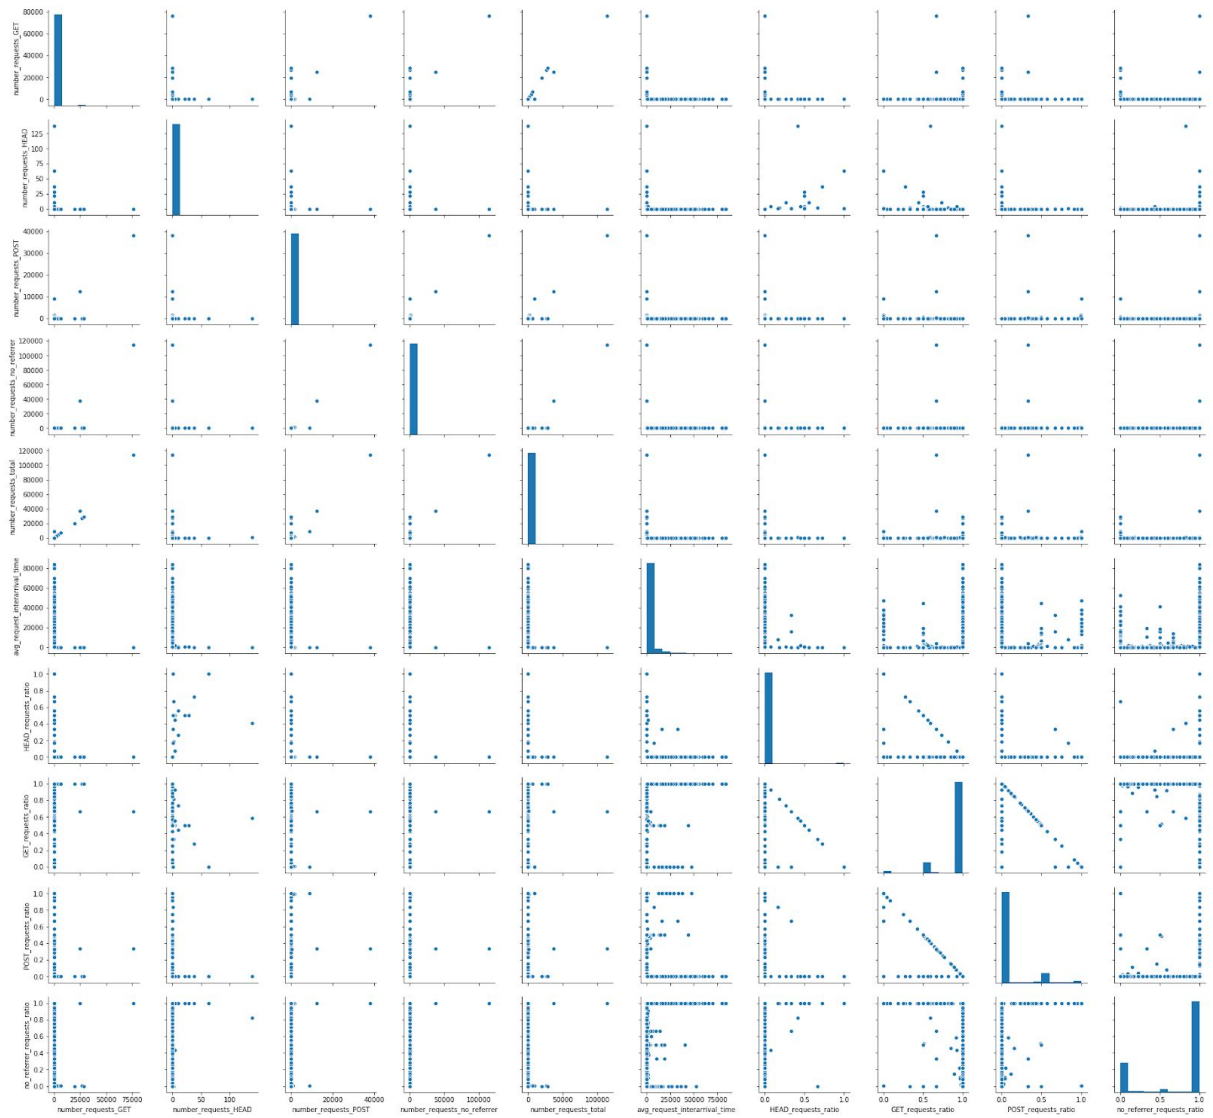 80000
60000
40000
20000
0
number_requests_GET
125
100
75
50
25
0
number_requests_HEAD
40000
30000
20000
10000
0
number_requests_POST
120000
100000
80000
60000
40000
20000
0
number_requests_no_referrer
120000
100000
80000
60000
40000
20000
0
number_requests_total
80000
60000
40000
20000
0
avg_request_interarrival_time
1.0
0.8
0.6
0.4
0.2
0.0
HEAD_requests_ratio
1.0
0.8
0.6
0.4
0.2
0.0
GET_requests_ratio
1.0
0.8
0.6
0.4
0.2
0.0
POST_requests_ratio
1.0
0.8
0.6
0.4
0.2
0.0
no_referrer_requests_ratio
0 25000 50000 75000
number_requests_GET
0 50 100
number_requests_HEAD
0 20000 40000
number_requests_POST
0 50000 100000
number_requests_no_referrer
0 50000 100000
number_requests_total
0 25000 50000 75000
avg_request_interarrival_time
0.0 0.5 1.0
HEAD_requests_ratio
0.0 0.5 1.0
GET_requests_ratio
0.0 0.5 1.0
POST_requests_ratio
0.0 0.5 1.0
no_referrer_requests_ratio